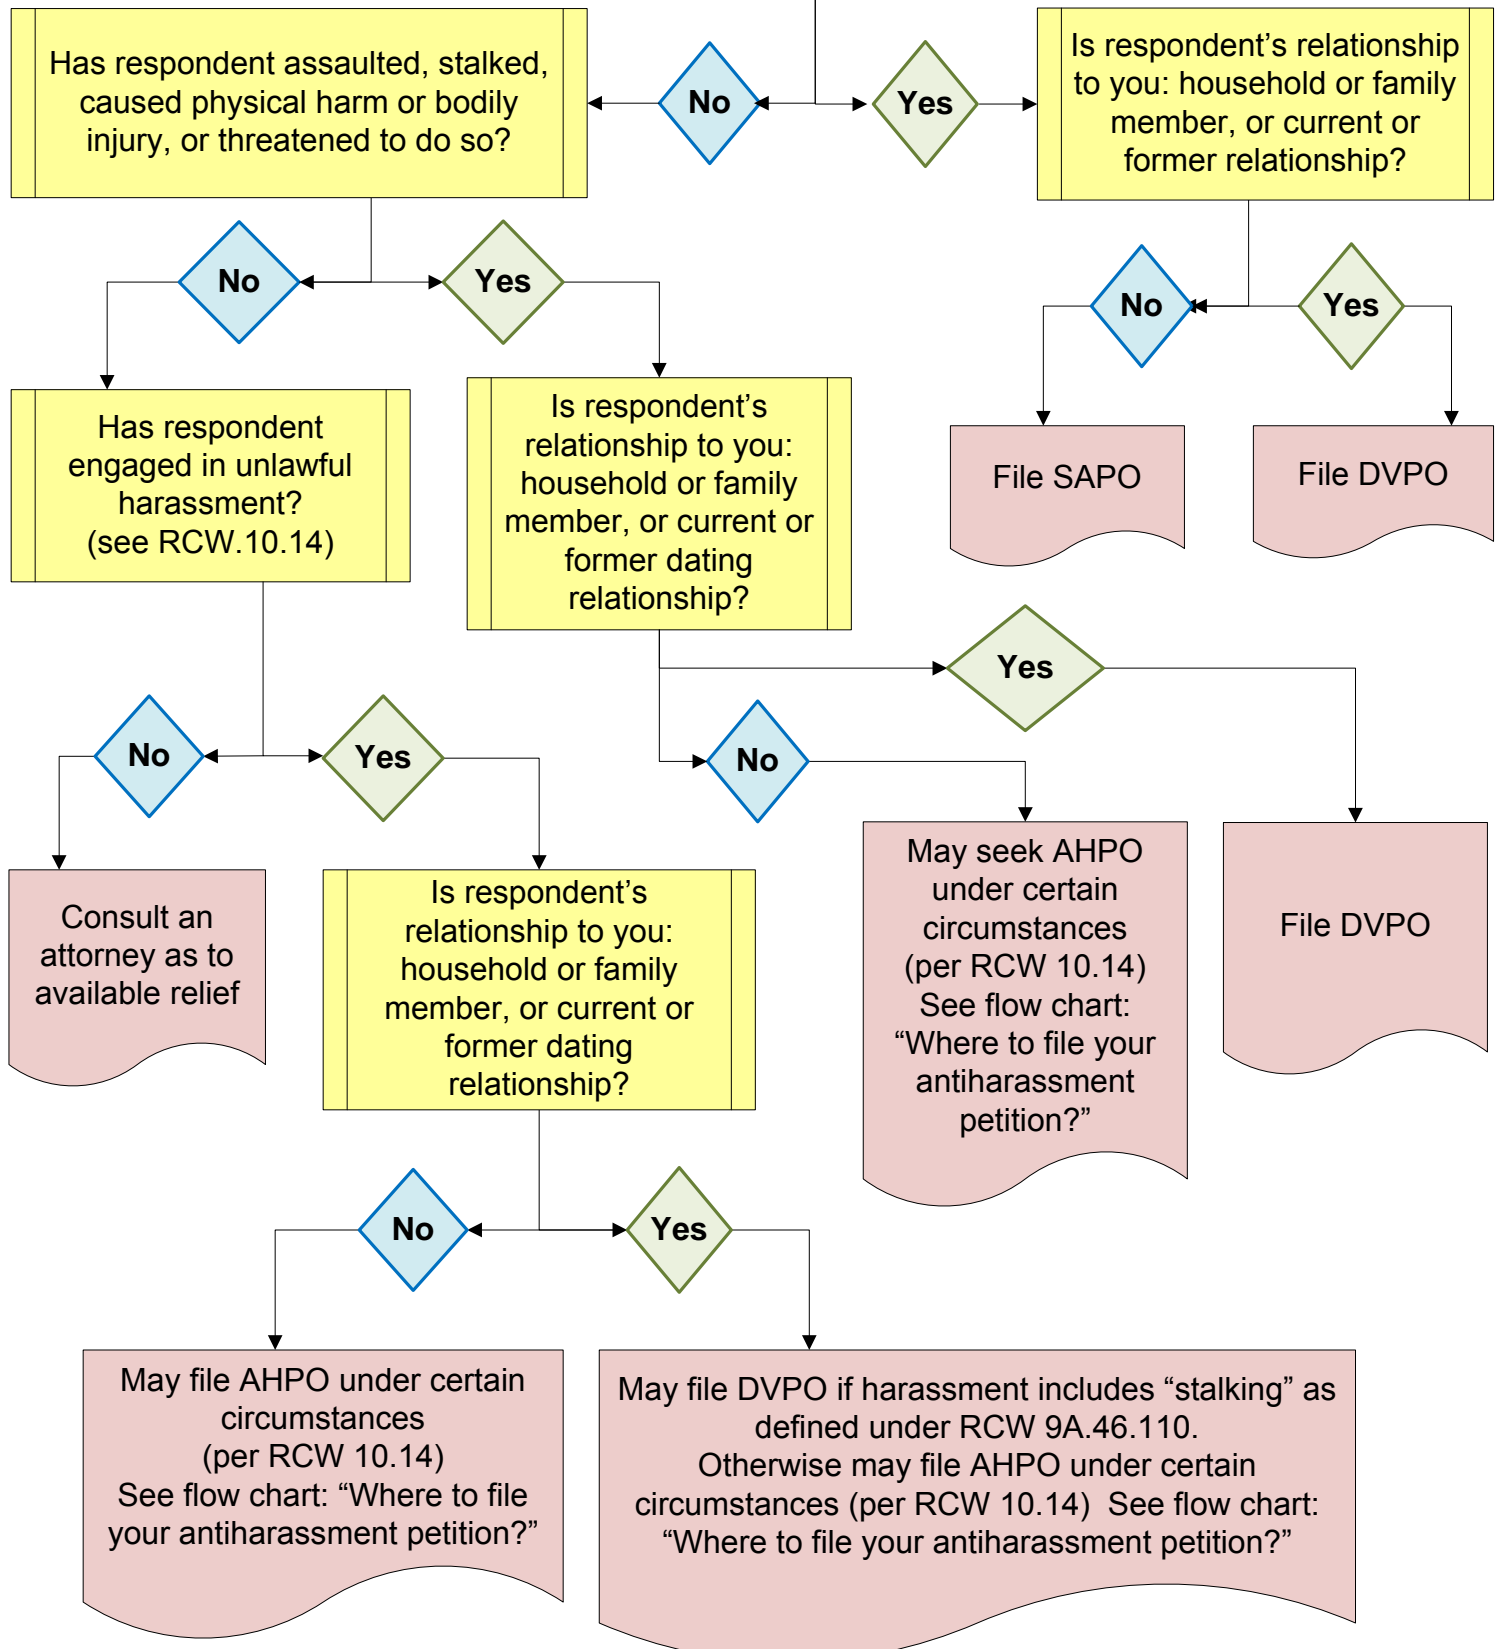 Has respondent assaulted, stalked,
caused physical harm or bodily
injury, or threatened to do so?
No
Yes
Is respondent’s relationship
to you: household or family
member, or current or
former relationship?
No
Yes
No
Yes
Has respondent
engaged in unlawful
harassment?
(see RCW.10.14)
Is respondent’s
relationship to you:
household or family
member, or current or
former dating
relationship?
File SAPO
File DVPO
Yes
No
No
Yes
Consult an
attorney as to
available relief
Is respondent’s
relationship to you:
household or family
member, or current or
former dating
relationship?
May seek AHPO
under certain
circumstances
(per RCW 10.14)
See flow chart:
“Where to file your
antiharassment
petition?”
File DVPO
No
Yes
May file AHPO under certain
circumstances
(per RCW 10.14)
See flow chart: “Where to file
your antiharassment petition?”
May file DVPO if harassment includes “stalking” as
defined under RCW 9A.46.110.
Otherwise may file AHPO under certain
circumstances (per RCW 10.14)  See flow chart:
“Where to file your antiharassment petition?”